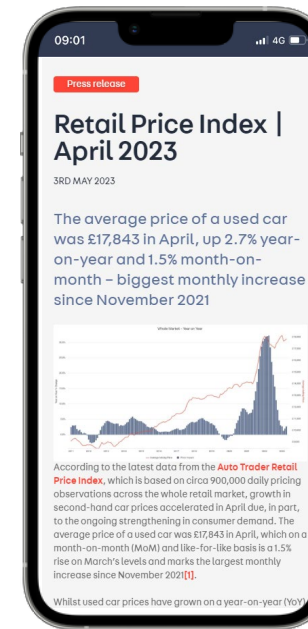 09:01
4G
Press release
Retail Price Index |
April 2023
3RD MAY 2023
The average price of a used car
was £17,843 in April, up 2.7% year-
on-year and 1.5% month-on-
month – biggest monthly increase
since November 2021
Whole Market - Year on Year
According to the latest data from the Auto Trader Retail
Price Index, which is based on circa 900,000 daily pricing
observations across the whole retail market, growth in
second-hand car prices accelerated in April due, in part,
to the ongoing strengthening in consumer demand. The
average price of a used car was £17,843 in April, which on a
month-on-month (MoM) and like-for-like basis is a 1.5%
rise on March's levels and marks the largest monthly
increase since November 2021[1].
Whilst used car prices have grown on a year-on-year (YoY)